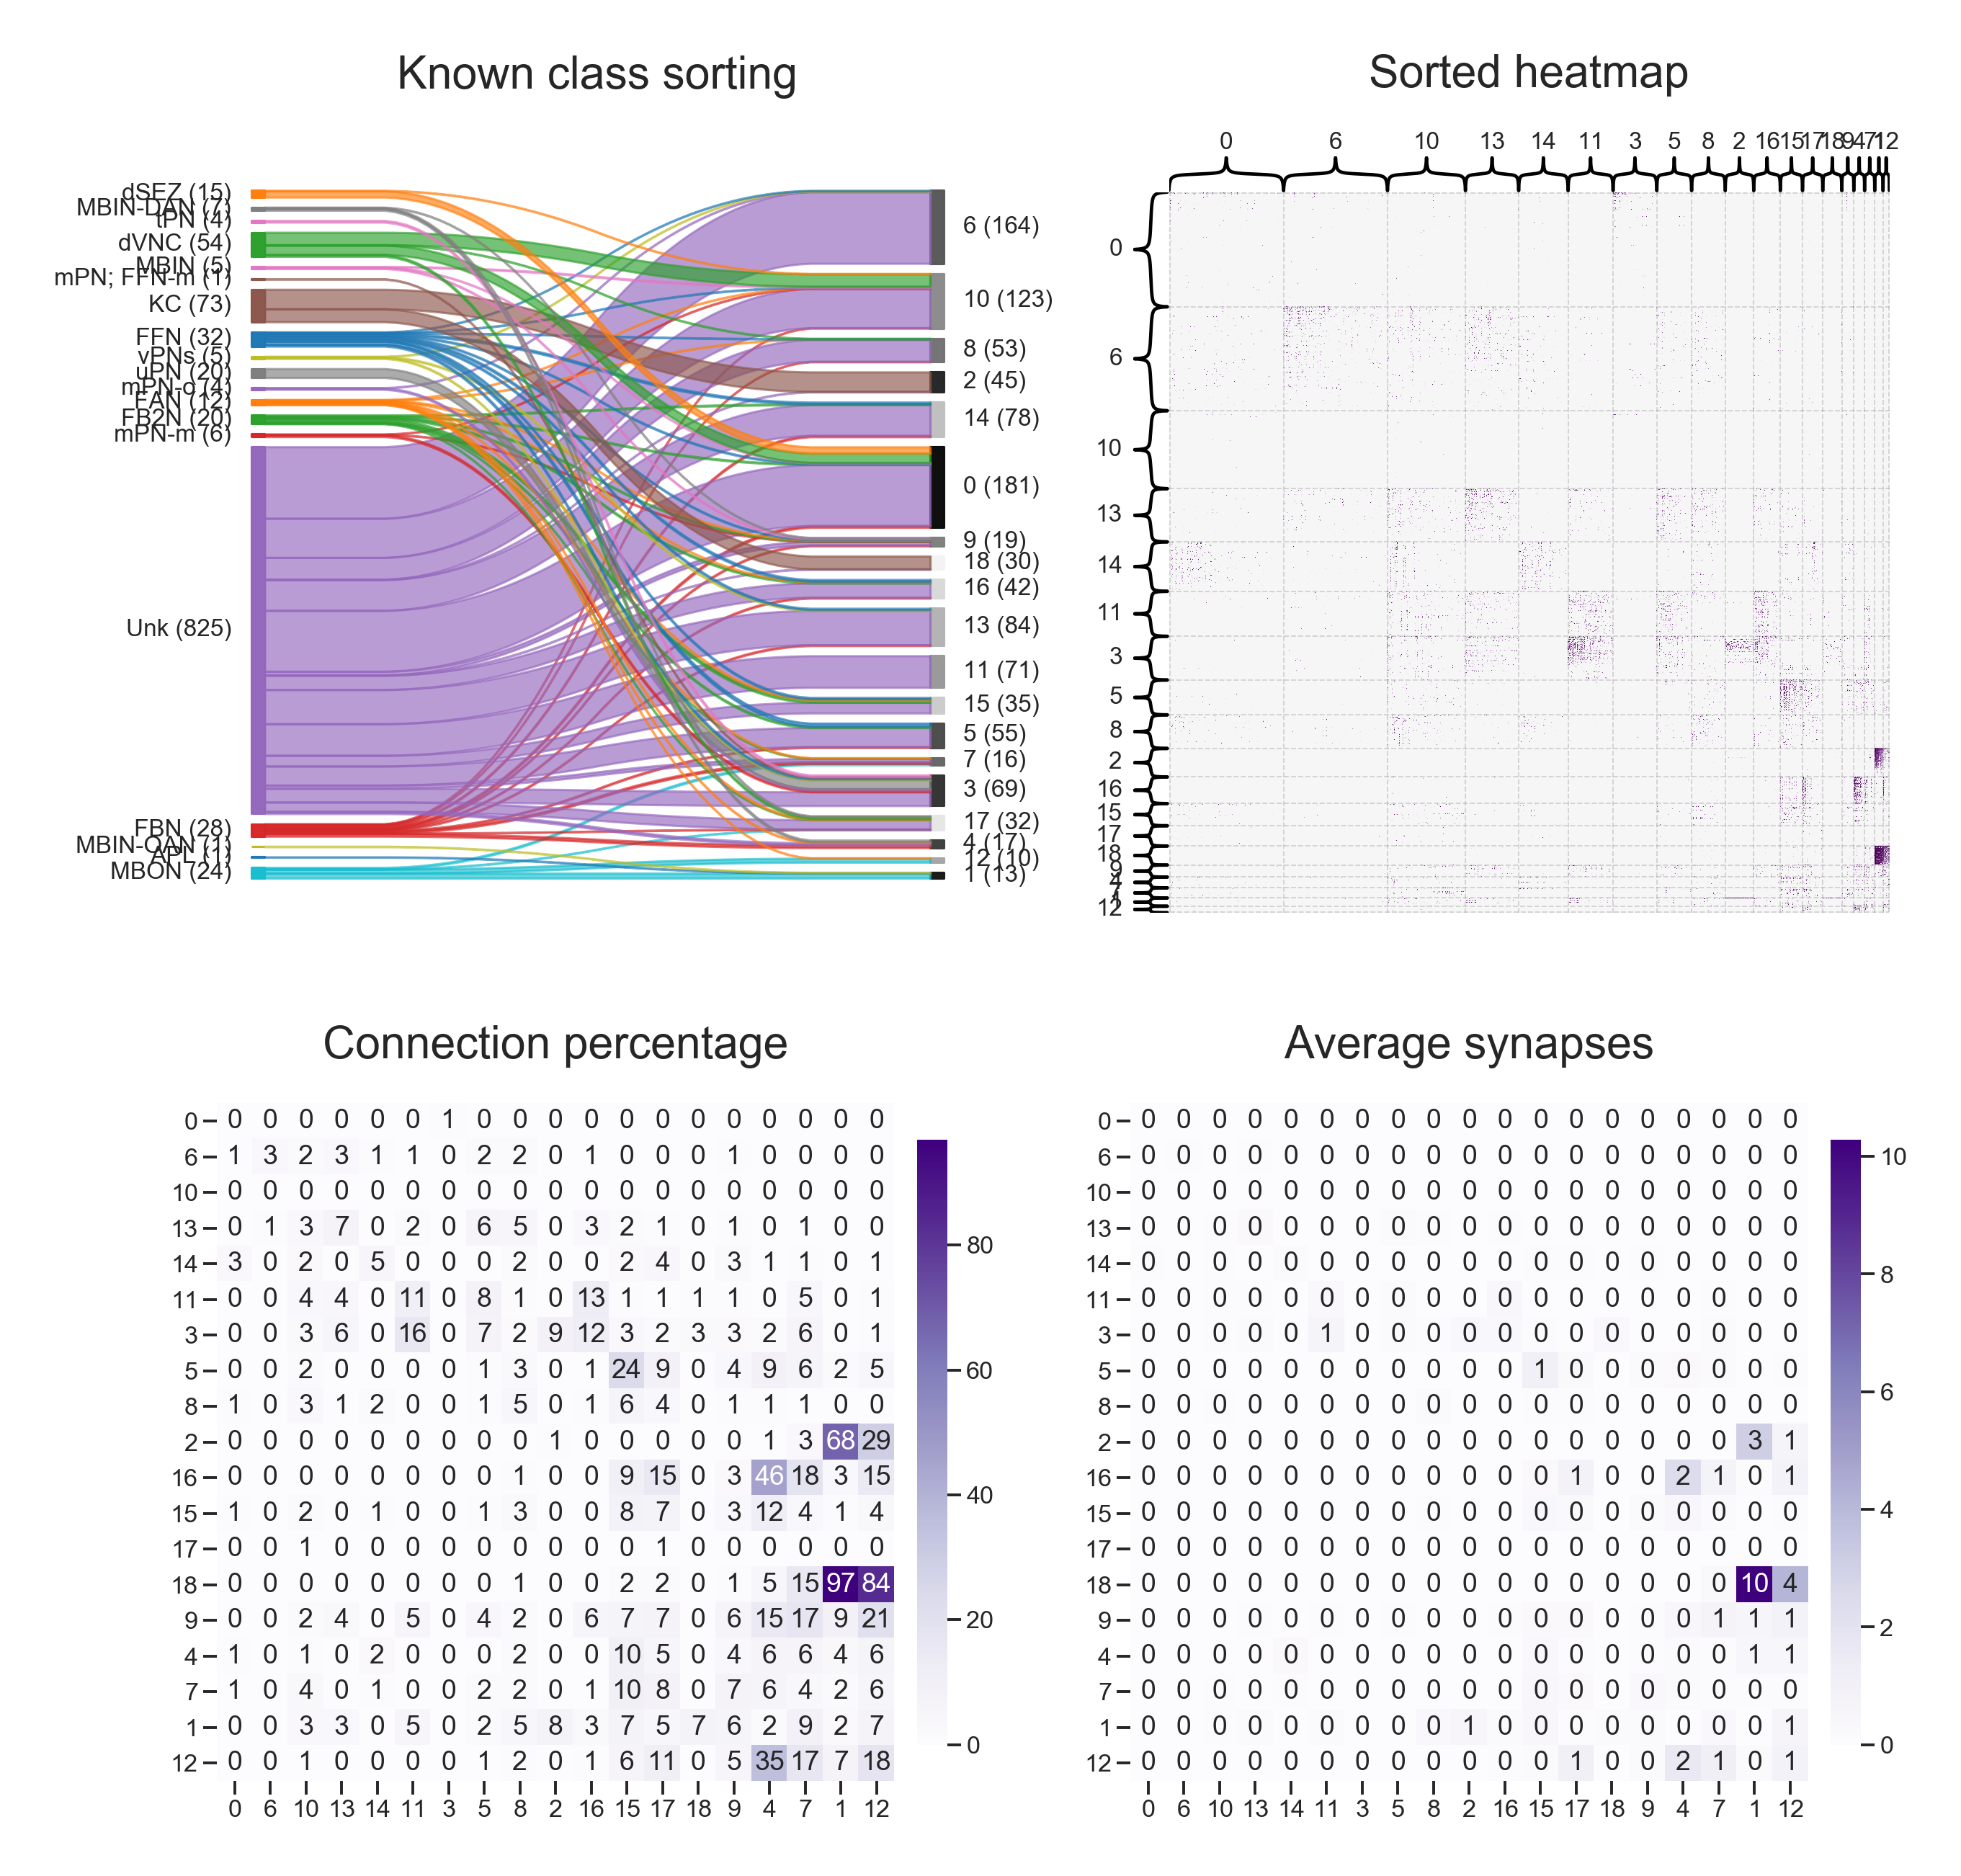 Known class sorting
dSEZ (15)
MBIN-DAN (7)
tPN (4)
dVNC (54)
MBIN (5)
mPN; FFN-m (1)
KC (73)
FFN (32)
vPNs (5)
uPN (20)
mPN-o (4)
FAN (12)
FB2N (20)
mPN-m (6)
Unk (825)
FBN (28)
MBIN-OAN (1)
APL (1)
MBON (24)
6 (164)
10 (123)
8 (53)
2 (45)
14 (78)
0 (181)
9 (19)
18 (30)
16 (42)
13 (84)
11 (71)
15 (35)
5 (55)
7 (16)
3 (69)
17 (32)
4 (17)
12 (10)
1 (13)
Sorted heatmap
0 6 10 13 14 11 3 5 8 2 16 15 17 18 9 4 7 1 12
0
6
10
13
14
11
3
5
8
2
16
15
17
18
9
4
7
1
12
Connection percentage
0 0 0 0 0 0 0 1 0 0 0 0 0 0 0 0 0 0 0 0
6 1 3 2 3 1 1 0 2 2 0 1 0 0 0 1 0 0 0 0
10 0 0 0 0 0 0 0 0 0 0 0 0 0 0 0 0 0 0 0
13 0 1 3 7 0 2 0 6 5 0 3 2 1 0 1 0 1 0 0
14 3 0 2 0 5 0 0 0 2 0 0 2 4 0 3 1 1 0 1
11 0 0 4 4 0 11 0 8 1 0 13 1 1 1 1 0 5 0 1
3 0 0 3 6 0 16 0 7 2 9 12 3 2 3 3 2 6 0 1
5 0 0 2 0 0 0 0 1 3 0 1 24 9 0 4 9 6 2 5
8 1 0 3 1 2 0 0 1 5 0 1 6 4 0 1 1 1 0 0
2 0 0 0 0 0 0 0 0 0 1 0 0 0 0 0 1 3 68 29
16 0 0 0 0 0 0 0 0 1 0 0 9 15 0 3 46 18 3 15
15 1 0 2 0 1 0 0 1 3 0 0 8 7 0 3 12 4 1 4
17 0 0 1 0 0 0 0 0 0 0 0 0 1 0 0 0 0 0 0
18 0 0 0 0 0 0 0 0 1 0 0 2 2 0 1 5 15 97 84
9 0 0 2 4 0 5 0 4 2 0 6 7 7 0 6 15 17 9 21
4 1 0 1 0 2 0 0 0 2 0 0 10 5 0 4 6 6 4 6
7 1 0 4 0 1 0 0 2 2 0 1 10 8 0 7 6 4 2 6
1 0 0 3 3 0 5 0 2 5 8 3 7 5 7 6 2 9 2 7
12 0 0 1 0 0 0 0 1 2 0 1 6 11 0 5 35 17 7 18
0 6 10 13 14 11 3 5 8 2 16 15 17 18 9 4 7 1 12
80
60
40
20
0
Average synapses
0 0 0 0 0 0 0 0 0 0 0 0 0 0 0 0 0 0 0 0
6 0 0 0 0 0 0 0 0 0 0 0 0 0 0 0 0 0 0 0
10 0 0 0 0 0 0 0 0 0 0 0 0 0 0 0 0 0 0 0
13 0 0 0 0 0 0 0 0 0 0 0 0 0 0 0 0 0 0 0
14 0 0 0 0 0 0 0 0 0 0 0 0 0 0 0 0 0 0 0
11 0 0 0 0 0 0 0 0 0 0 0 0 0 0 0 0 0 0 0
3 0 0 0 0 0 1 0 0 0 0 0 0 0 0 0 0 0 0 0
5 0 0 0 0 0 0 0 0 0 0 0 1 0 0 0 0 0 0 0
8 0 0 0 0 0 0 0 0 0 0 0 0 0 0 0 0 0 0 0
2 0 0 0 0 0 0 0 0 0 0 0 0 0 0 0 0 0 3 1
16 0 0 0 0 0 0 0 0 0 0 0 0 1 0 0 2 1 0 1
15 0 0 0 0 0 0 0 0 0 0 0 0 0 0 0 0 0 0 0
17 0 0 0 0 0 0 0 0 0 0 0 0 0 0 0 0 0 0 0
18 0 0 0 0 0 0 0 0 0 0 0 0 0 0 0 0 0 10 4
9 0 0 0 0 0 0 0 0 0 0 0 0 0 0 0 0 1 1 1
4 0 0 0 0 0 0 0 0 0 0 0 0 0 0 0 0 0 1 1
7 0 0 0 0 0 0 0 0 0 0 0 0 0 0 0 0 0 0 0
1 0 0 0 0 0 0 0 0 0 1 0 0 0 0 0 0 0 0 1
12 0 0 0 0 0 0 0 0 0 0 0 0 1 0 0 2 1 0 1
0 6 10 13 14 11 3 5 8 2 16 15 17 18 9 4 7 1 12
10
8
6
4
2
0